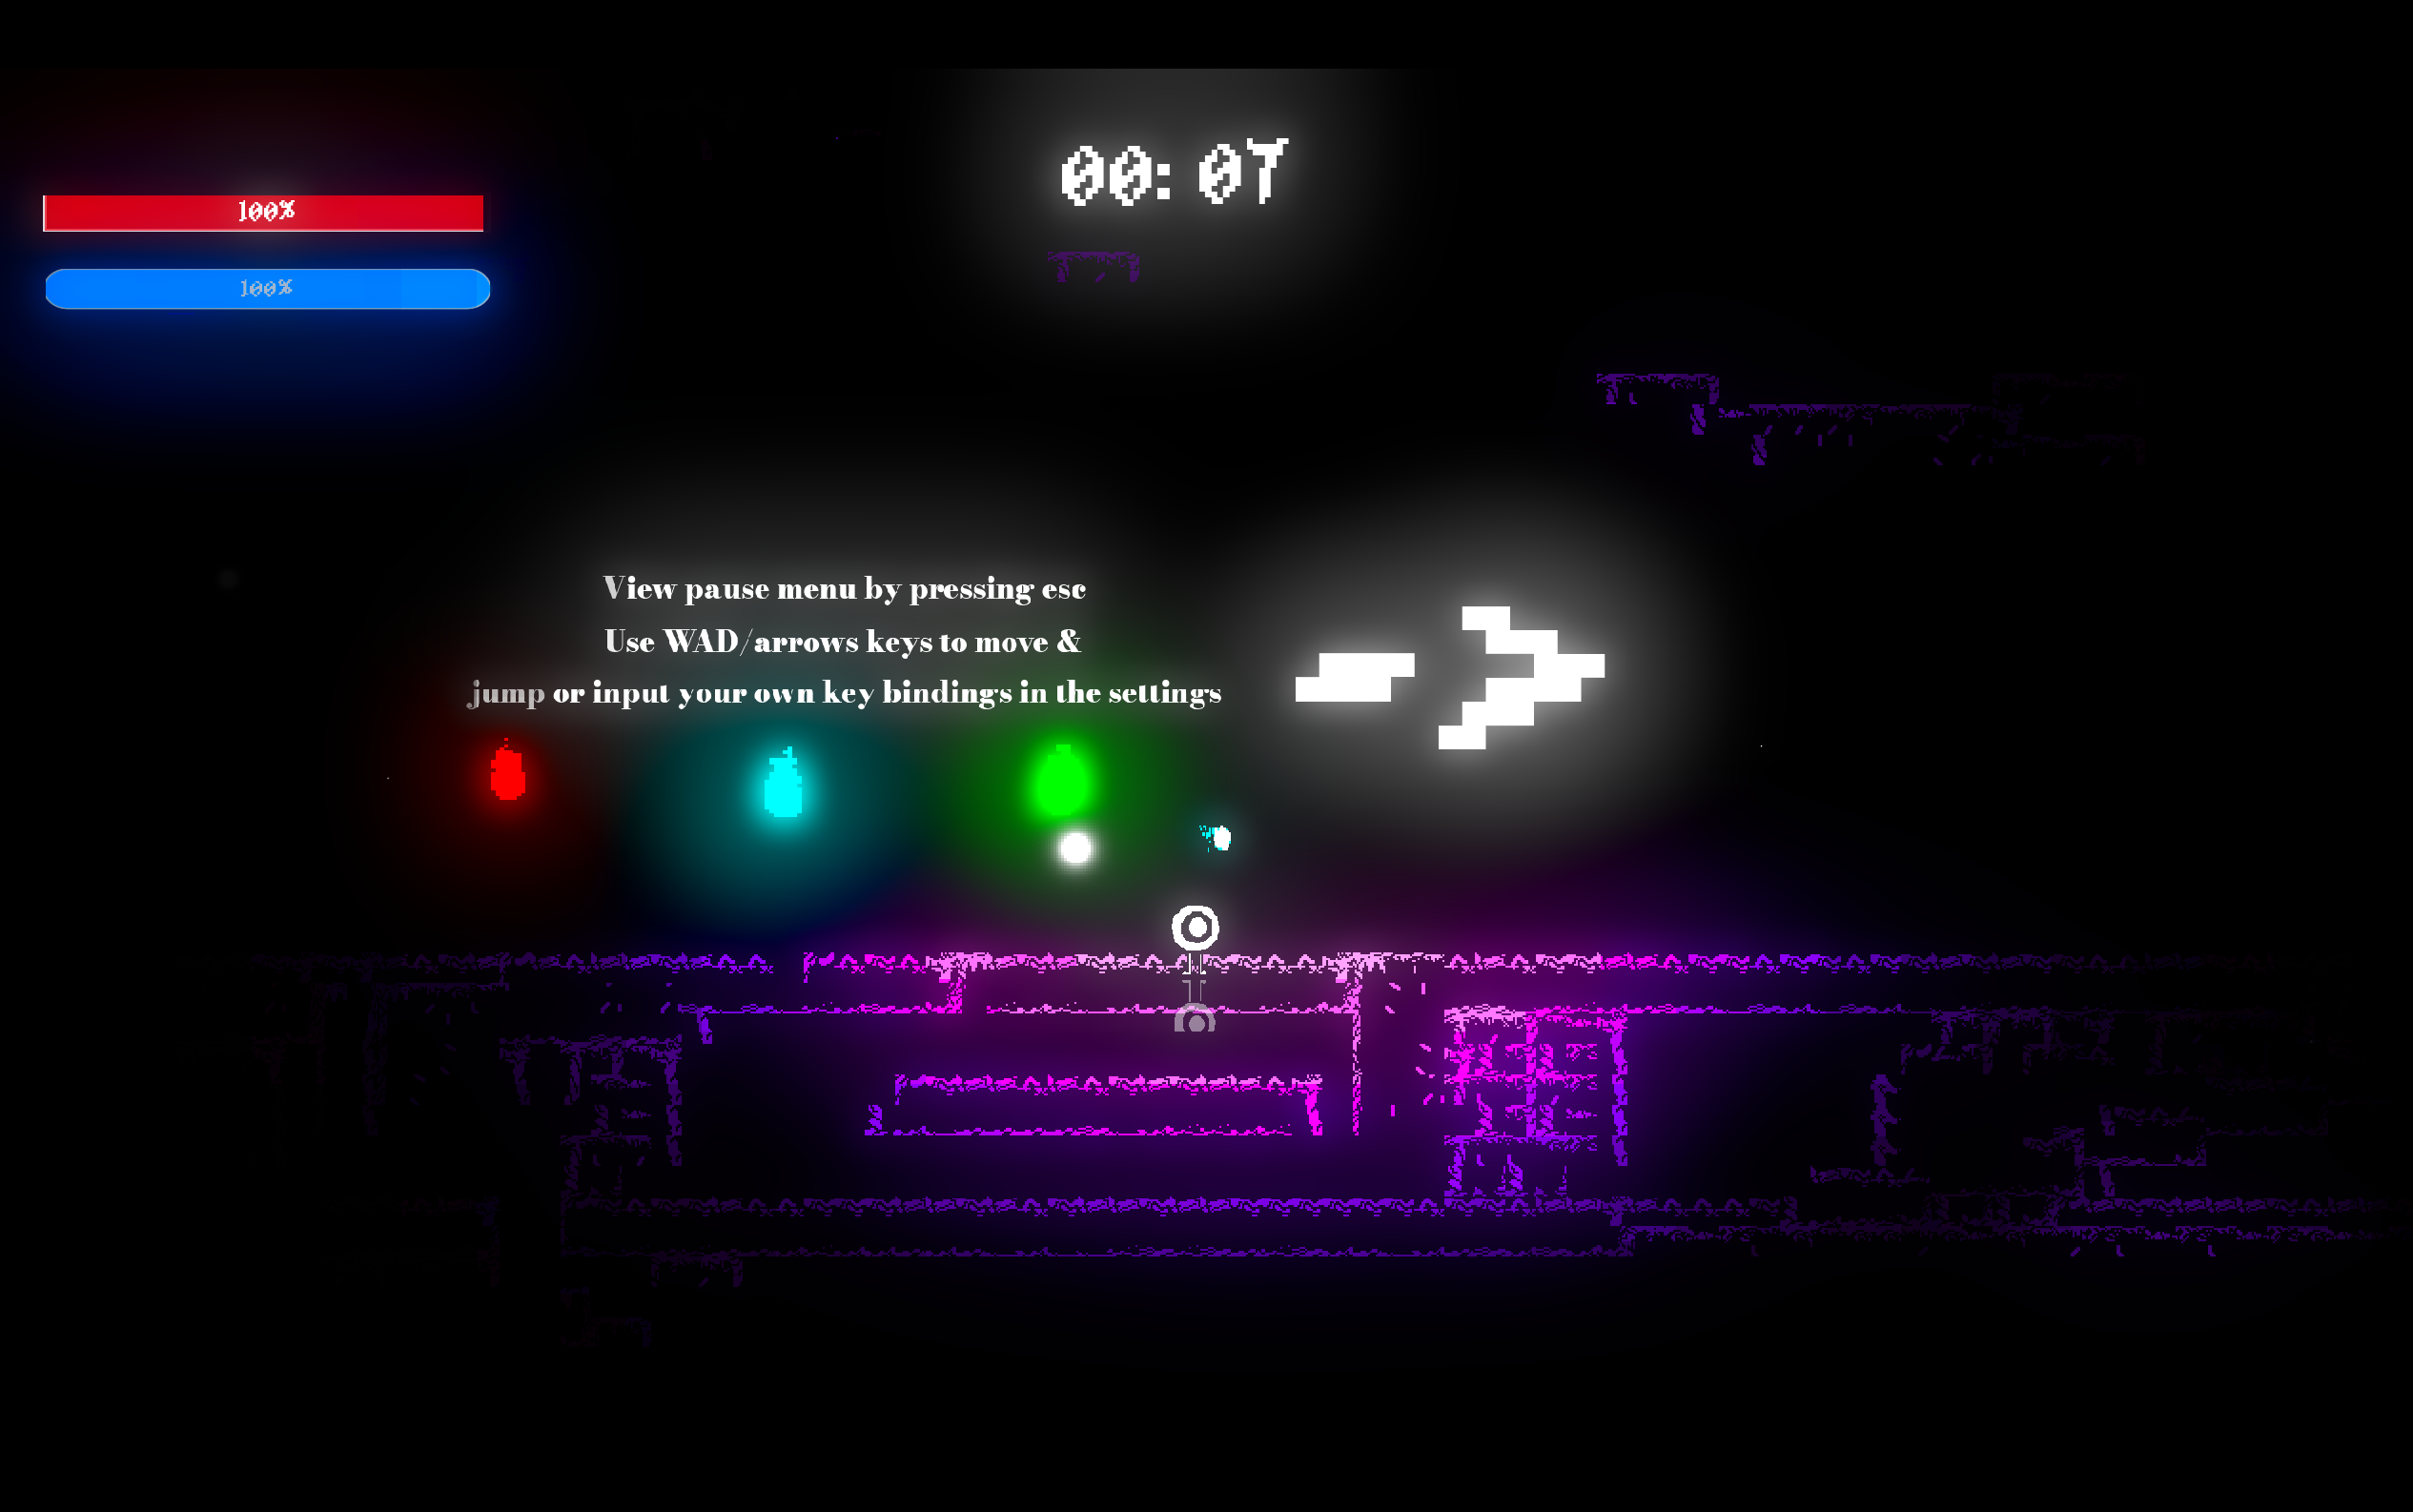 00:07
100%
100%
View pause menu by pressing esc
Use WAD/arrows keys to move &
jump or input your own key bindings in the settings